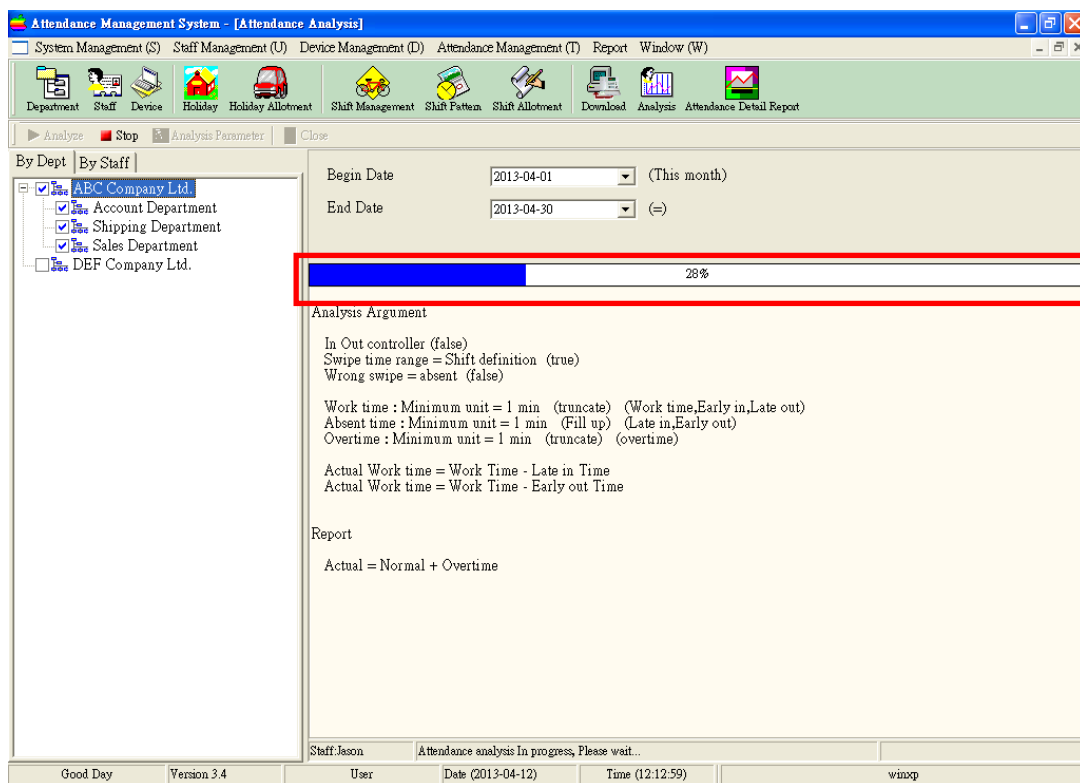 Attendance Management System - [Attendance Analysis]
System Management (S) Staff Management (U) Device Management (D) Attendance Management (T) Report Window (W)
Department Staff Device Holiday Holiday Allotment Shift Management Shift Pattern Shift Allotment Download Analysis Attendance Detail Report
Analyze Stop Analysis Parameter Close
By Dept By Staff
ABC Company Ltd.
Account Department
Shipping Department
Sales Department
DEF Company Ltd.
Begin Date 2013-04-01 (This month)
End Date 2013-04-30 (=)
28%
Analysis Argument
In Out controller (false)
Swipe time range = Shift definition (true)
Wrong swipe = absent (false)
Work time : Minimum unit = 1 min (truncate) (Work time,Early in,Late out)
Absent time : Minimum unit = 1 min (Fill up) (Late in,Early out)
Overtime : Minimum unit = 1 min (truncate) (overtime)
Actual Work time = Work Time - Late in Time
Actual Work time = Work Time - Early out Time
Report
Actual = Normal + Overtime
Staff:Jason Attendance analysis In progress, Please wait...
Good Day Version 3.4 User Date (2013-04-12) Time (12:12:59) winxp